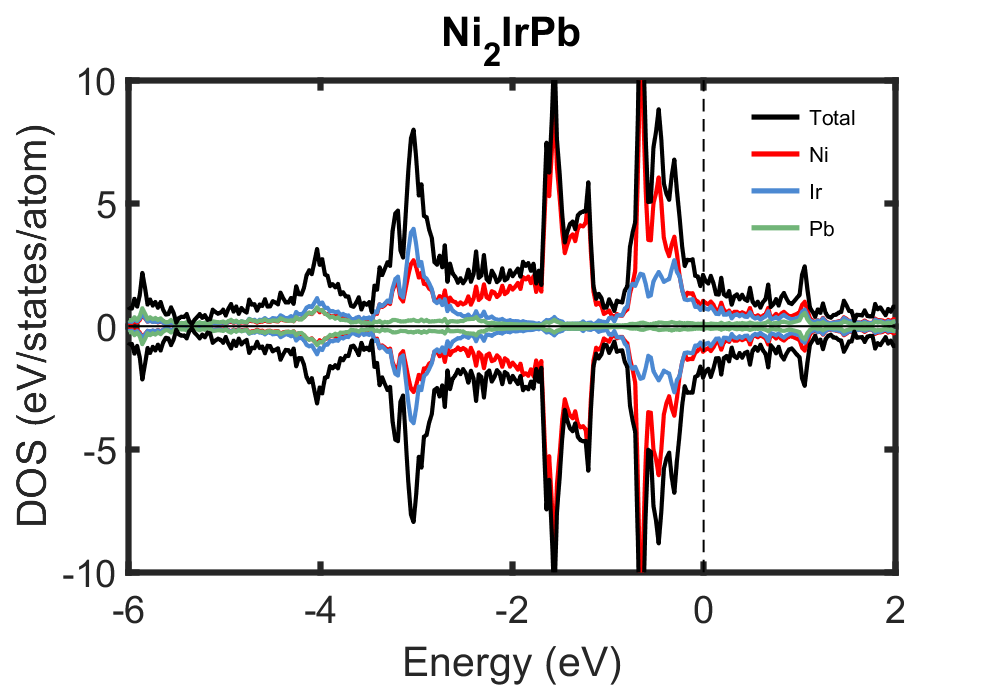 Ni2IrPb
10
5
0
-5
-10
DOS (eV/states/atom)
Total
Ni
Ir
Pb
-6 -4 -2 0 2
Energy (eV)